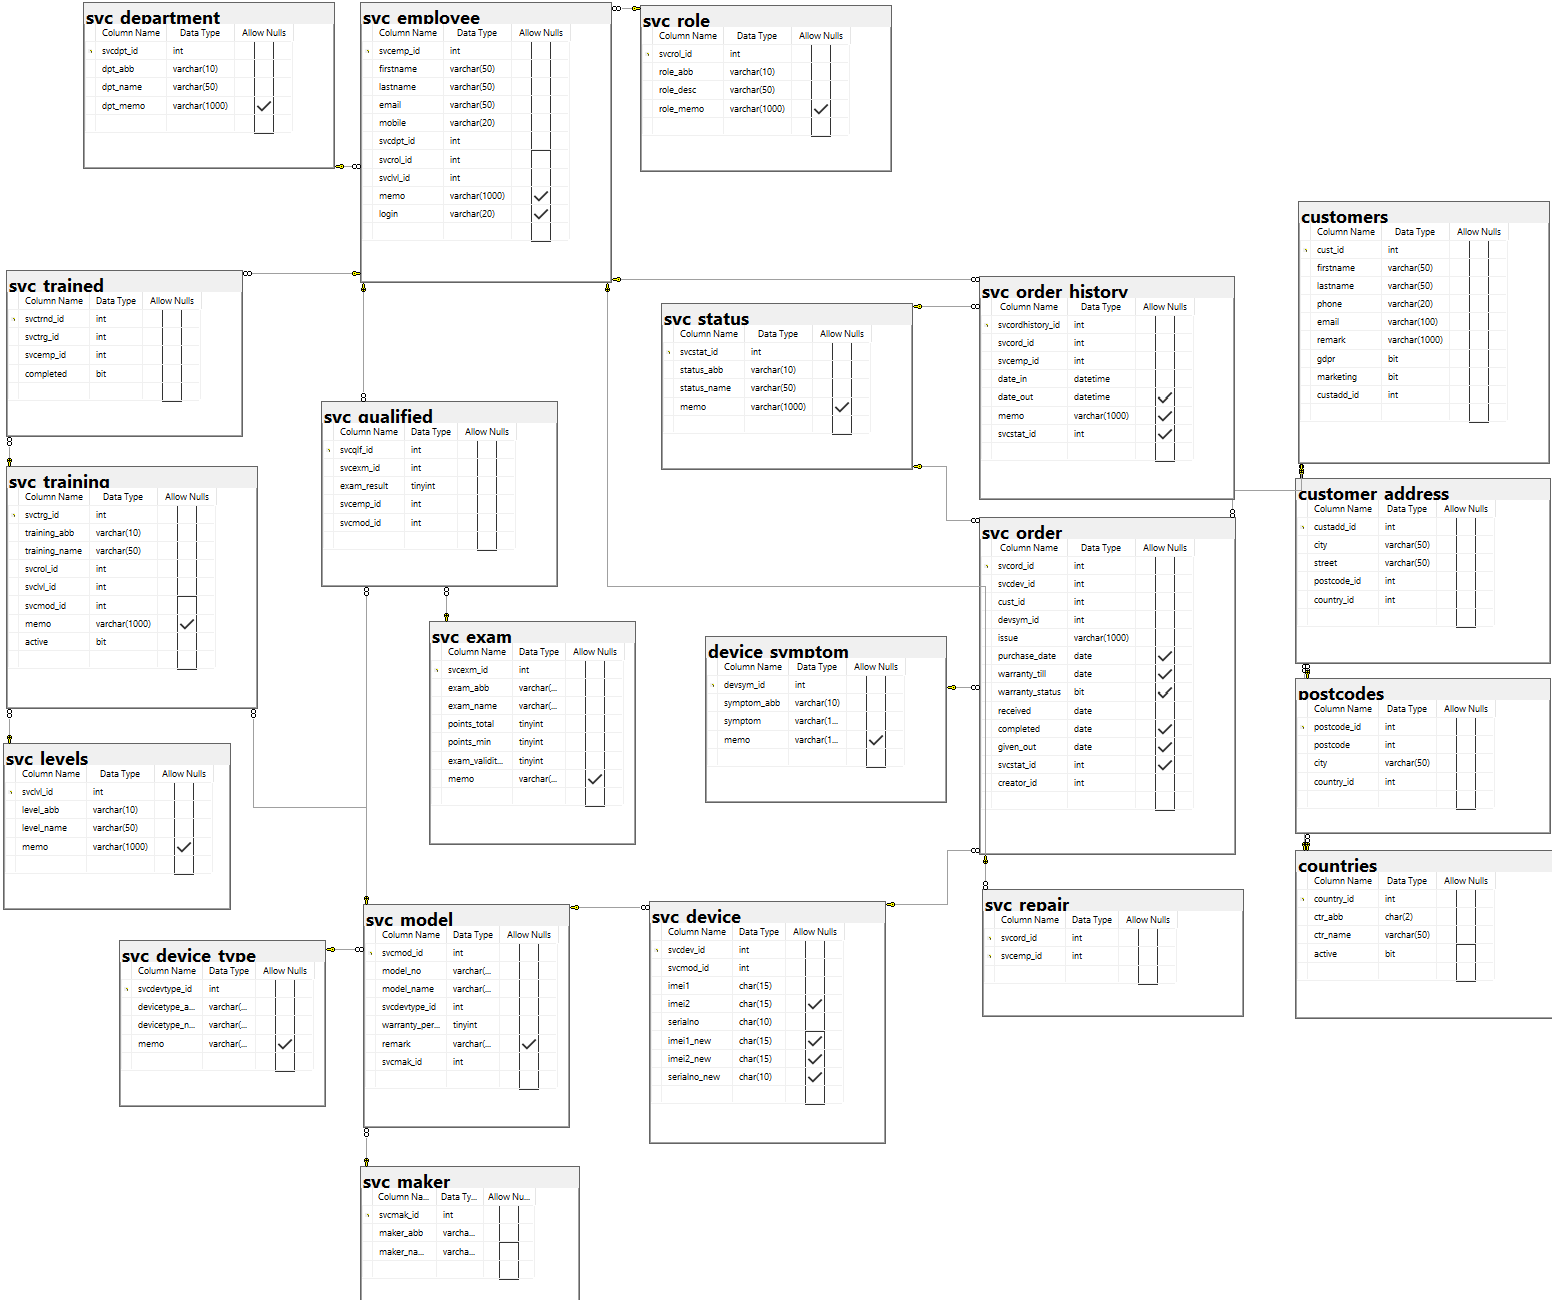 svc_department
Column Name Data Type Allow Nulls
svcdpt_id int
dpt_abb varchar(10)
dpt_name varchar(50)
dpt_memo varchar(1000)
svc_employee
Column Name Data Type Allow Nulls
svcemp_id int
firstname varchar(50)
lastname varchar(50)
email varchar(50)
mobile varchar(20)
svcdpt_id int
svcrol_id int
svclvl_id int
memo varchar(1000)
login varchar(20)
svc_role
Column Name Data Type Allow Nulls
svcrol_id int
role_abb varchar(10)
role_desc varchar(50)
role_memo varchar(1000)
customers
Column Name Data Type Allow Nulls
cust_id int
firstname varchar(50)
lastname varchar(50)
phone varchar(20)
email varchar(100)
remark varchar(1000)
gdpr bit
marketing bit
custadd_id int
svc_trained
Column Name Data Type Allow Nulls
svctrnd_id int
svctrg_id int
svcemp_id int
completed bit
svc_status
Column Name Data Type Allow Nulls
svcstat_id int
status_abb varchar(10)
status_name varchar(50)
memo varchar(1000)
svc_order_history
Column Name Data Type Allow Nulls
svcordhistory_id int
svcord_id int
svcemp_id int
date_in datetime
date_out datetime
memo varchar(1000)
svcstat_id int
svc_qualified
Column Name Data Type Allow Nulls
svcqlf_id int
svcexm_id int
exam_result tinyint
svcemp_id int
svcmod_id int
svc_training
Column Name Data Type Allow Nulls
svctrg_id int
training_abb varchar(10)
training_name varchar(50)
svcrol_id int
svclvl_id int
svcmod_id int
memo varchar(1000)
active bit
customer_address
Column Name Data Type Allow Nulls
custadd_id int
city varchar(50)
street varchar(50)
postcode_id int
country_id int
svc_order
Column Name Data Type Allow Nulls
svcord_id int
svcdev_id int
cust_id int
devsym_id int
issue varchar(1000)
purchase_date date
warranty_till date
warranty_status bit
received date
completed date
given_out date
svcstat_id int
creator_id int
svc_exam
Column Name Data Type Allow Nulls
svcexm_id int
exam_abb varchar(...
exam_name varchar(...
points_total tinyint
points_min tinyint
exam_validit... tinyint
memo varchar(...
device_symptom
Column Name Data Type Allow Nulls
devsym_id int
symptom_abb varchar(10)
symptom varchar(1...
memo varchar(1...
postcodes
Column Name Data Type Allow Nulls
postcode_id int
postcode int
city varchar(50)
country_id int
svc_levels
Column Name Data Type Allow Nulls
svclvl_id int
level_abb varchar(10)
level_name varchar(50)
memo varchar(1000)
countries
Column Name Data Type Allow Nulls
country_id int
ctr_abb char(2)
ctr_name varchar(50)
active bit
svc_model
Column Name Data Type Allow Nulls
svcmod_id int
model_no varchar(...
model_name varchar(...
svcdevtype_id int
warranty_per... tinyint
remark varchar(...
svcmak_id int
svc_device
Column Name Data Type Allow Nulls
svcdev_id int
svcmod_id int
imei1 char(15)
imei2 char(15)
serialno char(10)
imei1_new char(15)
imei2_new char(15)
serialno_new char(10)
svc_repair
Column Name Data Type Allow Nulls
svcord_id int
svcemp_id int
svc_device_type
Column Name Data Type Allow Nulls
svcdevtype_id int
devicetype_a... varchar(...
devicetype_n... varchar(...
memo varchar(...
svc_maker
Column Na... Data Ty... Allow Nu...
svcmak_id int
maker_abb varcha...
maker_na... varcha...